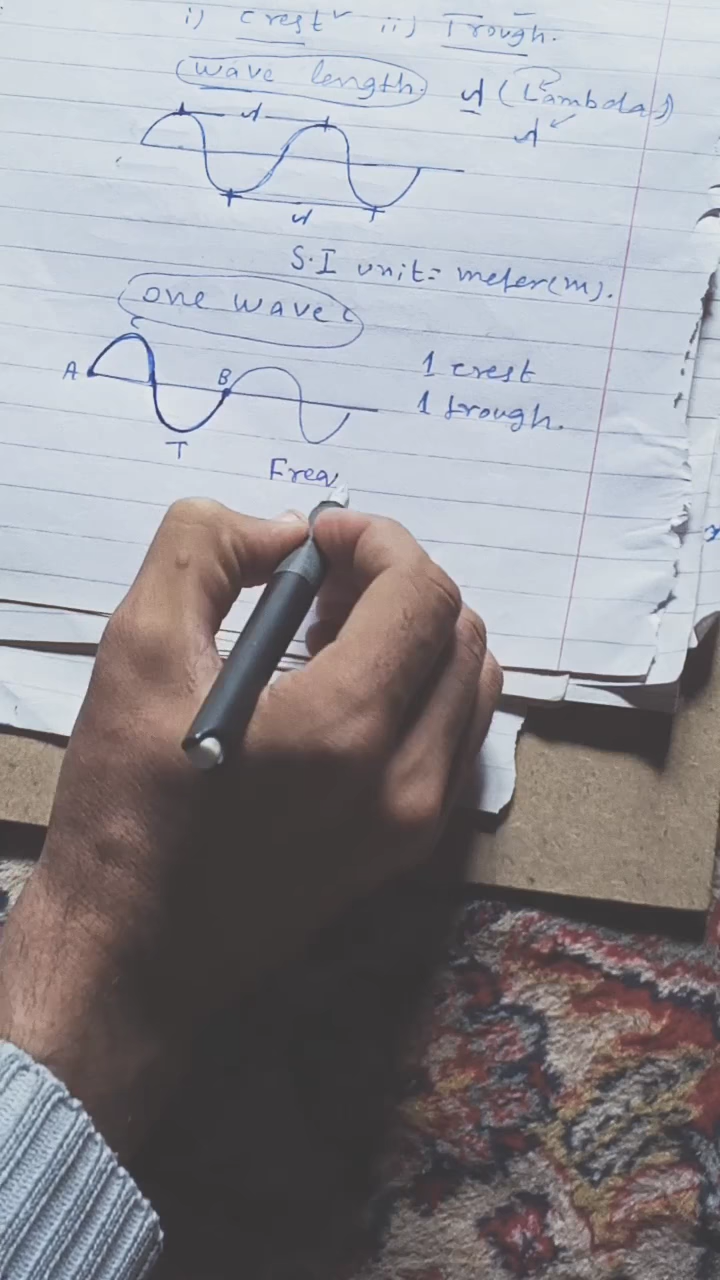 i) crest ii) Trough.
wave length. λ (Lambda λ)
λ
λ
λ
S.I unit = meter(m).
one wave
C
A
B
1 crest
1 trough.
T
Freq